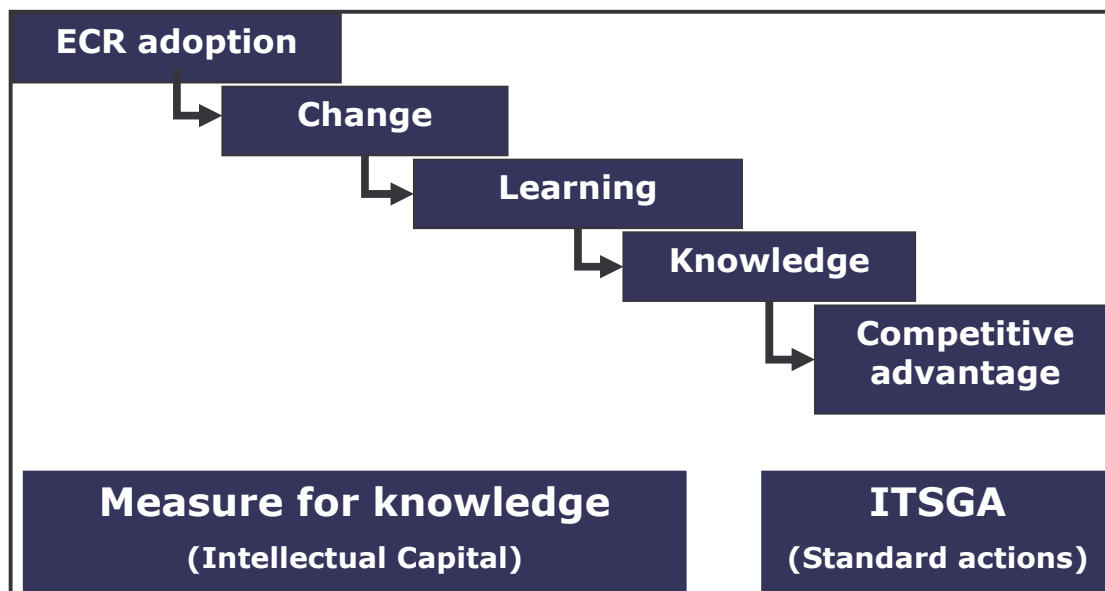 ECR adoption
Change
Learning
Knowledge
Competitive
advantage
Measure for knowledge
(Intellectual Capital)
ITSGA
(Standard actions)